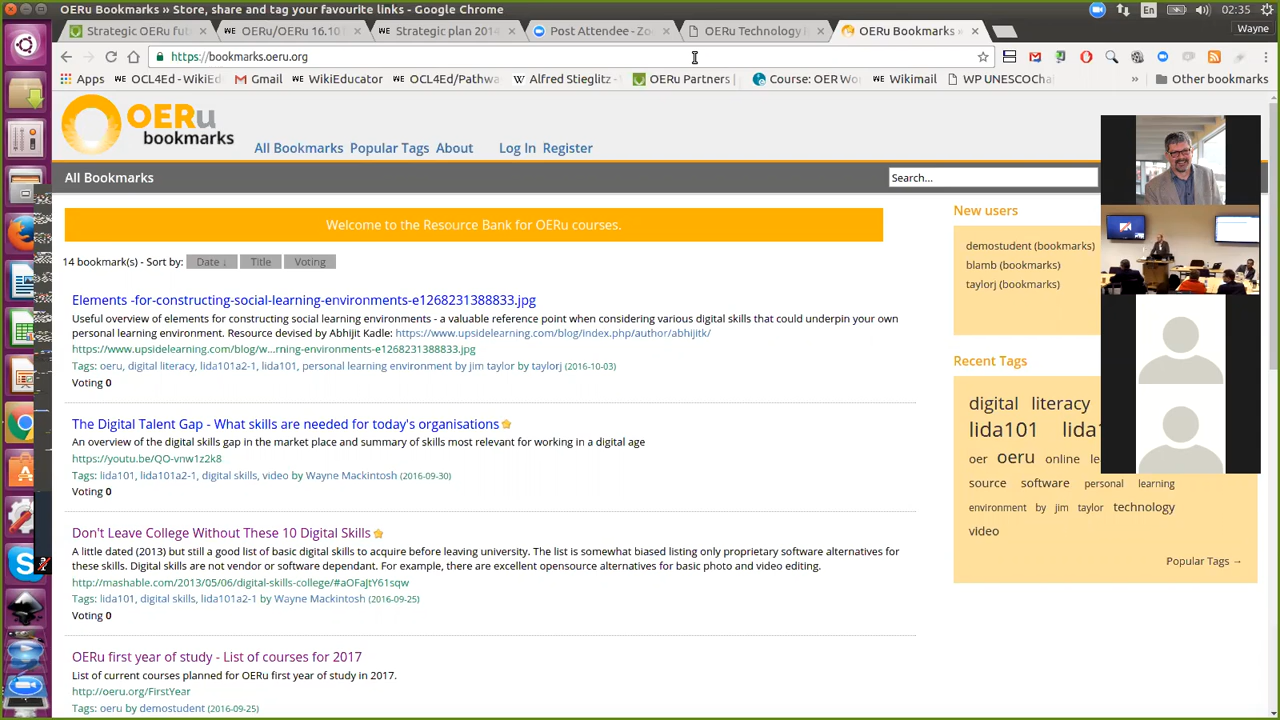 OERu Bookmarks » Store, share and tag your favourite links - Google Chrome
En
02:35
Strategic OERu fut
OERu/OERu 16.10
Strategic plan 2014
Post Attendee - Zo
OERu Technology
OERu Bookmarks »
Wayne
https://bookmarks.oeru.org
Apps
OCL4Ed - WikiEd
Gmail
WikiEducator
OCL4Ed/Pathwa
Alfred Stieglitz -
OERu Partners
Course: OER Wo
Wikimail
WP UNESCOCha
»
Other bookmarks
OERu
bookmarks
All Bookmarks Popular Tags About Log In Register
All Bookmarks
Search...
Welcome to the Resource Bank for OERu courses.
14 bookmark(s) - Sort by: Date ↓ Title Voting
Elements -for-constructing-social-learning-environments-e1268231388833.jpg
Useful overview of elements for constructing social learning environments - a valuable reference point when considering various digital skills that could underpin your own
personal learning environment. Resource devised by Abhijit Kadle: https://www.upsidelearning.com/blog/index.php/author/abhijitk/
https://www.upsidelearning.com/blog/w...rning-environments-e1268231388833.jpg
Tags: oeru, digital literacy, lida101a2-1, lida101, personal learning environment by jim taylor by taylorj (2016-10-03)
Voting 0
The Digital Talent Gap - What skills are needed for today's organisations
An overview of the digital skills gap in the market place and summary of skills most relevant for working in a digital age
https://youtu.be/QO-vnw1z2k8
Tags: lida101, lida101a2-1, digital skills, video by Wayne Mackintosh (2016-09-30)
Voting 0
Don't Leave College Without These 10 Digital Skills
A little dated (2013) but still a good list of basic digital skills to acquire before leaving university. The list is somewhat biased listing only proprietary software alternatives for
these skills. Digital skills are not vendor or software dependant. For example, there are excellent opensource alternatives for basic photo and video editing.
http://mashable.com/2013/05/06/digital-skills-college/#aOFaJtY61sqw
Tags: lida101, digital skills, lida101a2-1 by Wayne Mackintosh (2016-09-25)
Voting 0
OERu first year of study - List of courses for 2017
List of current courses planned for OERu first year of study in 2017.
http://oeru.org/FirstYear
Tags: oeru by demostudent (2016-09-25)
New users
demostudent (bookmarks)
blamb (bookmarks)
taylorj (bookmarks)
Recent Tags
digital literacy
lida101 lida1
oer oeru online le
source software personal learning
environment by jim taylor technology
video
Popular Tags →